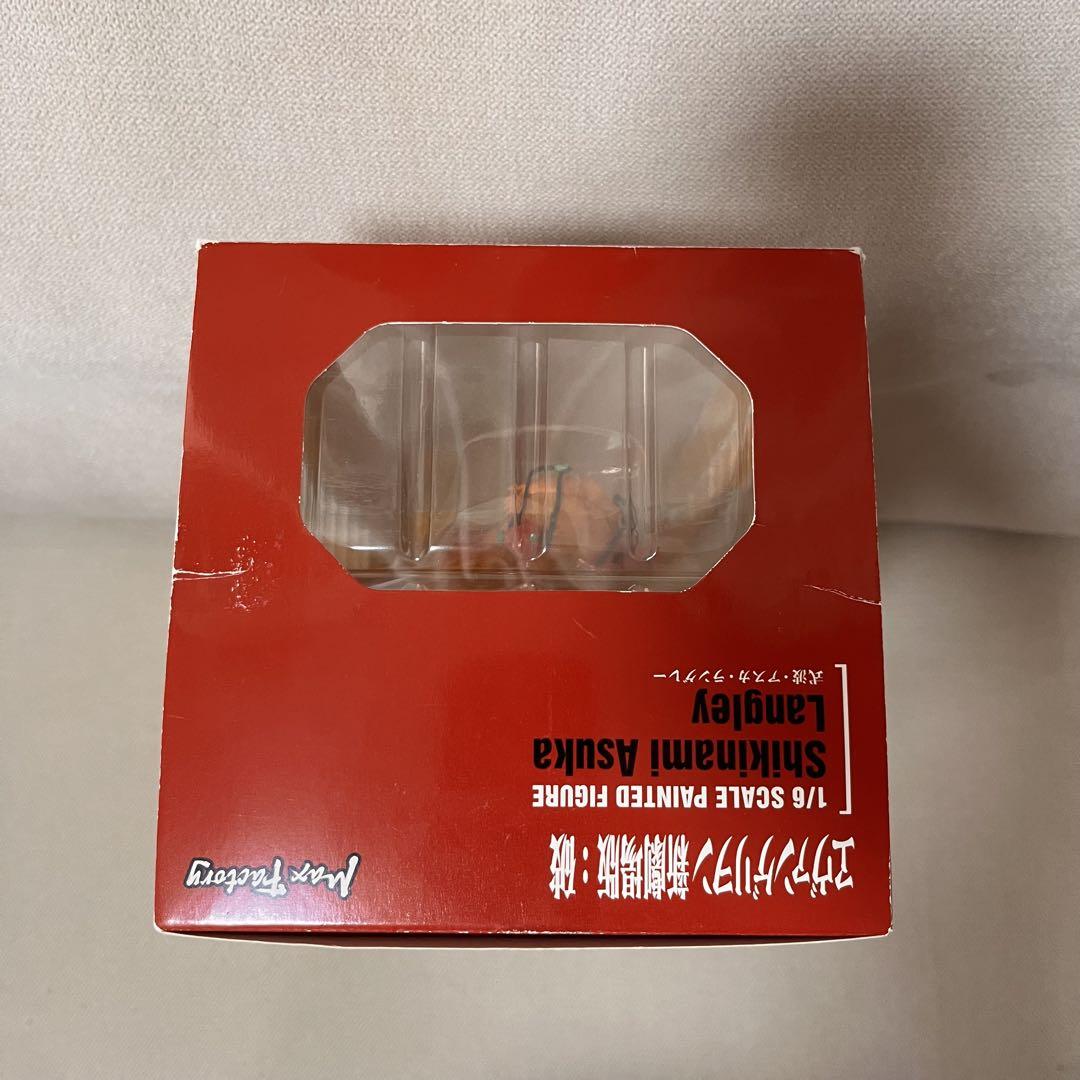 エヴァンゲリヲン新劇場版：破
1/6 SCALE PAINTED FIGURE
Shikinami Asuka
Langley
式波・アスカ・ラングレー
Max Factory